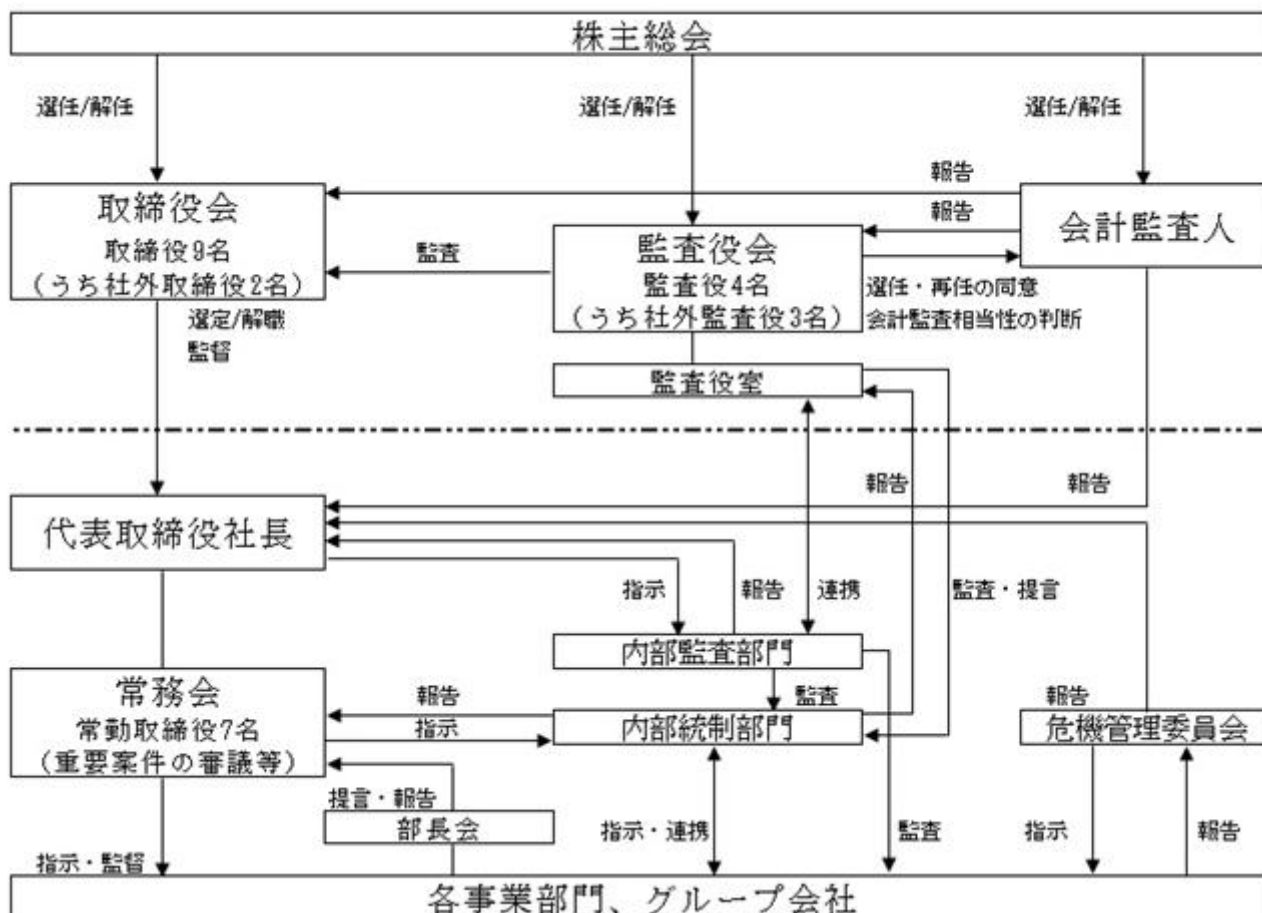 株主総会
選任/解任
選任/解任
選任/解任
報告
取締役会
取締役9名
（うち社外取締役2名）
監査
監査役会
監査役4名
（うち社外監査役3名）
報告
会計監査人
選任・再任の同意
会計監査相当性の判断
選定/解職
監督
監査役室
報告
報告
代表取締役社長
指示
報告
連携
監査・提言
内部監査部門
監査
常務会
常勤取締役7名
（重要案件の審議等）
報告
指示
内部統制部門
報告
危機管理委員会
提言・報告
部長会
指示・連携
監査
指示
報告
指示・監督
各事業部門、グループ会社